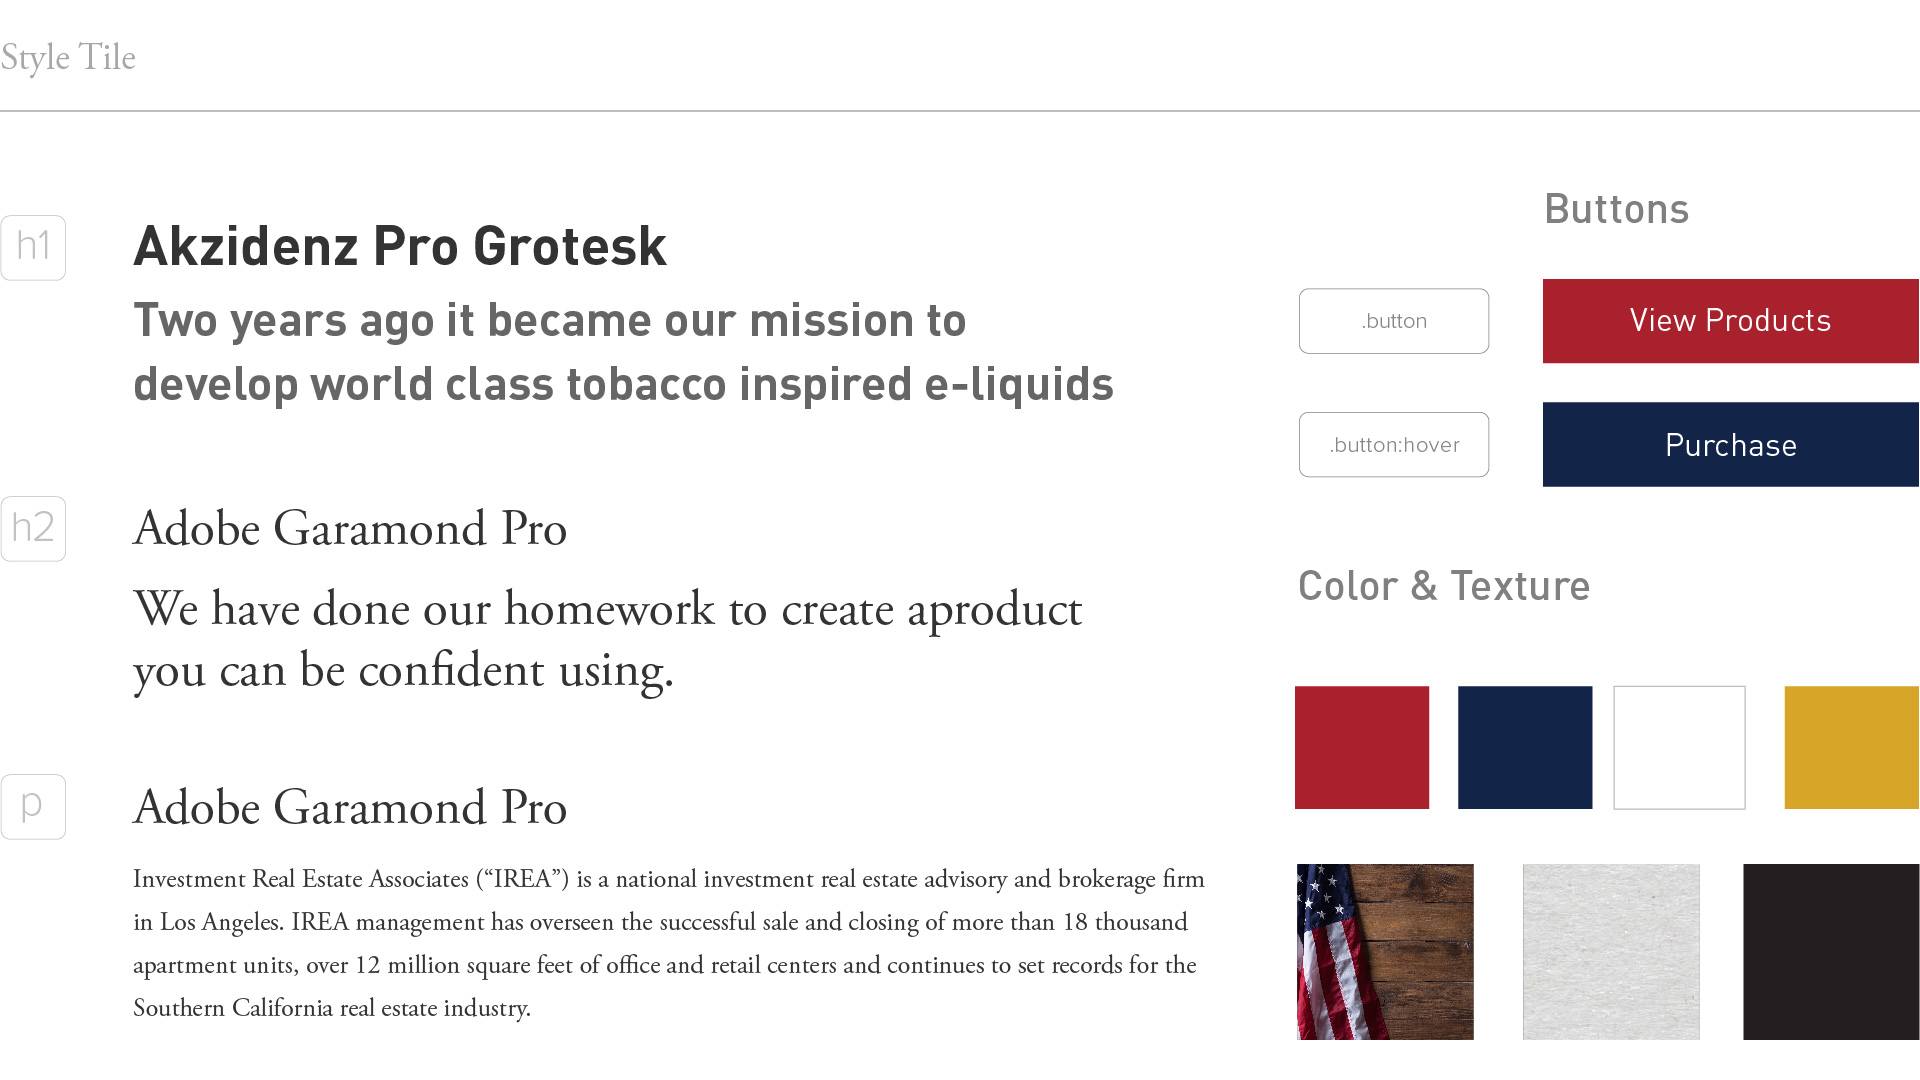 Style Tile
h1
Akzidenz Pro Grotesk
Two years ago it became our mission to
develop world class tobacco inspired e-liquids
h2
Adobe Garamond Pro
We have done our homework to create aproduct
you can be confident using.
p
Adobe Garamond Pro
Investment Real Estate Associates (“IREA”) is a national investment real estate advisory and brokerage firm
in Los Angeles. IREA management has overseen the successful sale and closing of more than 18 thousand
apartment units, over 12 million square feet of office and retail centers and continues to set records for the
Southern California real estate industry.
Buttons
.button
View Products
.button:hover
Purchase
Color & Texture